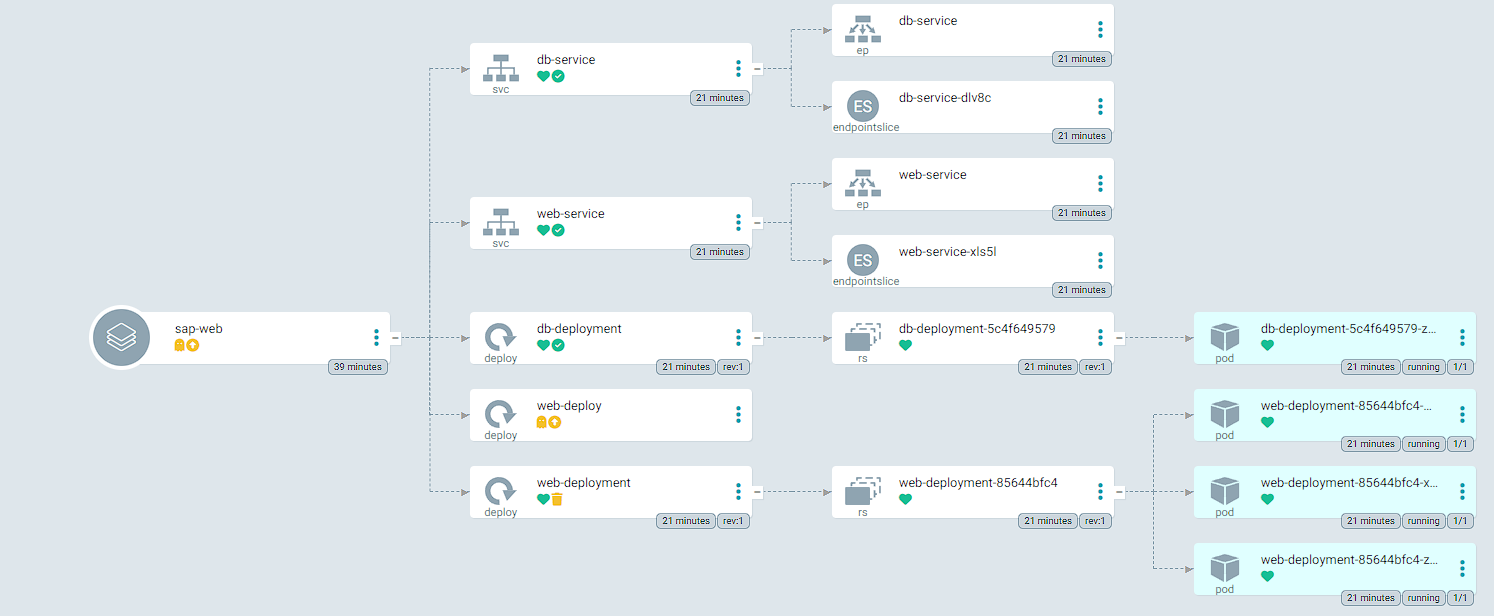 db-service
ep
21 minutes
db-service
svc
21 minutes
ES
db-service-dlv8c
endpointslice
21 minutes
web-service
ep
21 minutes
web-service
svc
21 minutes
ES
web-service-xls5l
endpointslice
21 minutes
sap-web
39 minutes
db-deployment
deploy
21 minutes rev:1
db-deployment-5c4f649579
rs
21 minutes rev:1
db-deployment-5c4f649579-z...
pod
21 minutes running 1/1
web-deploy
deploy
web-deployment-85644bfc4-...
pod
21 minutes running 1/1
web-deployment
deploy
21 minutes rev:1
web-deployment-85644bfc4
rs
21 minutes rev:1
web-deployment-85644bfc4-x...
pod
21 minutes running 1/1
web-deployment-85644bfc4-z...
pod
21 minutes running 1/1